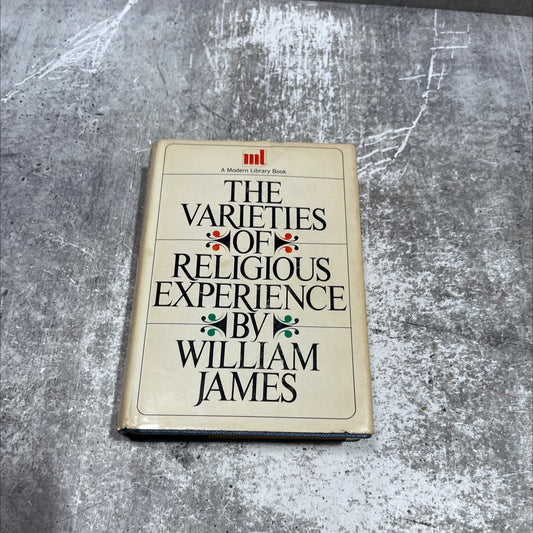 ml
A Modern Library Book
THE
VARIETIES
OF
RELIGIOUS
EXPERIENCE
BY
WILLIAM
JAMES